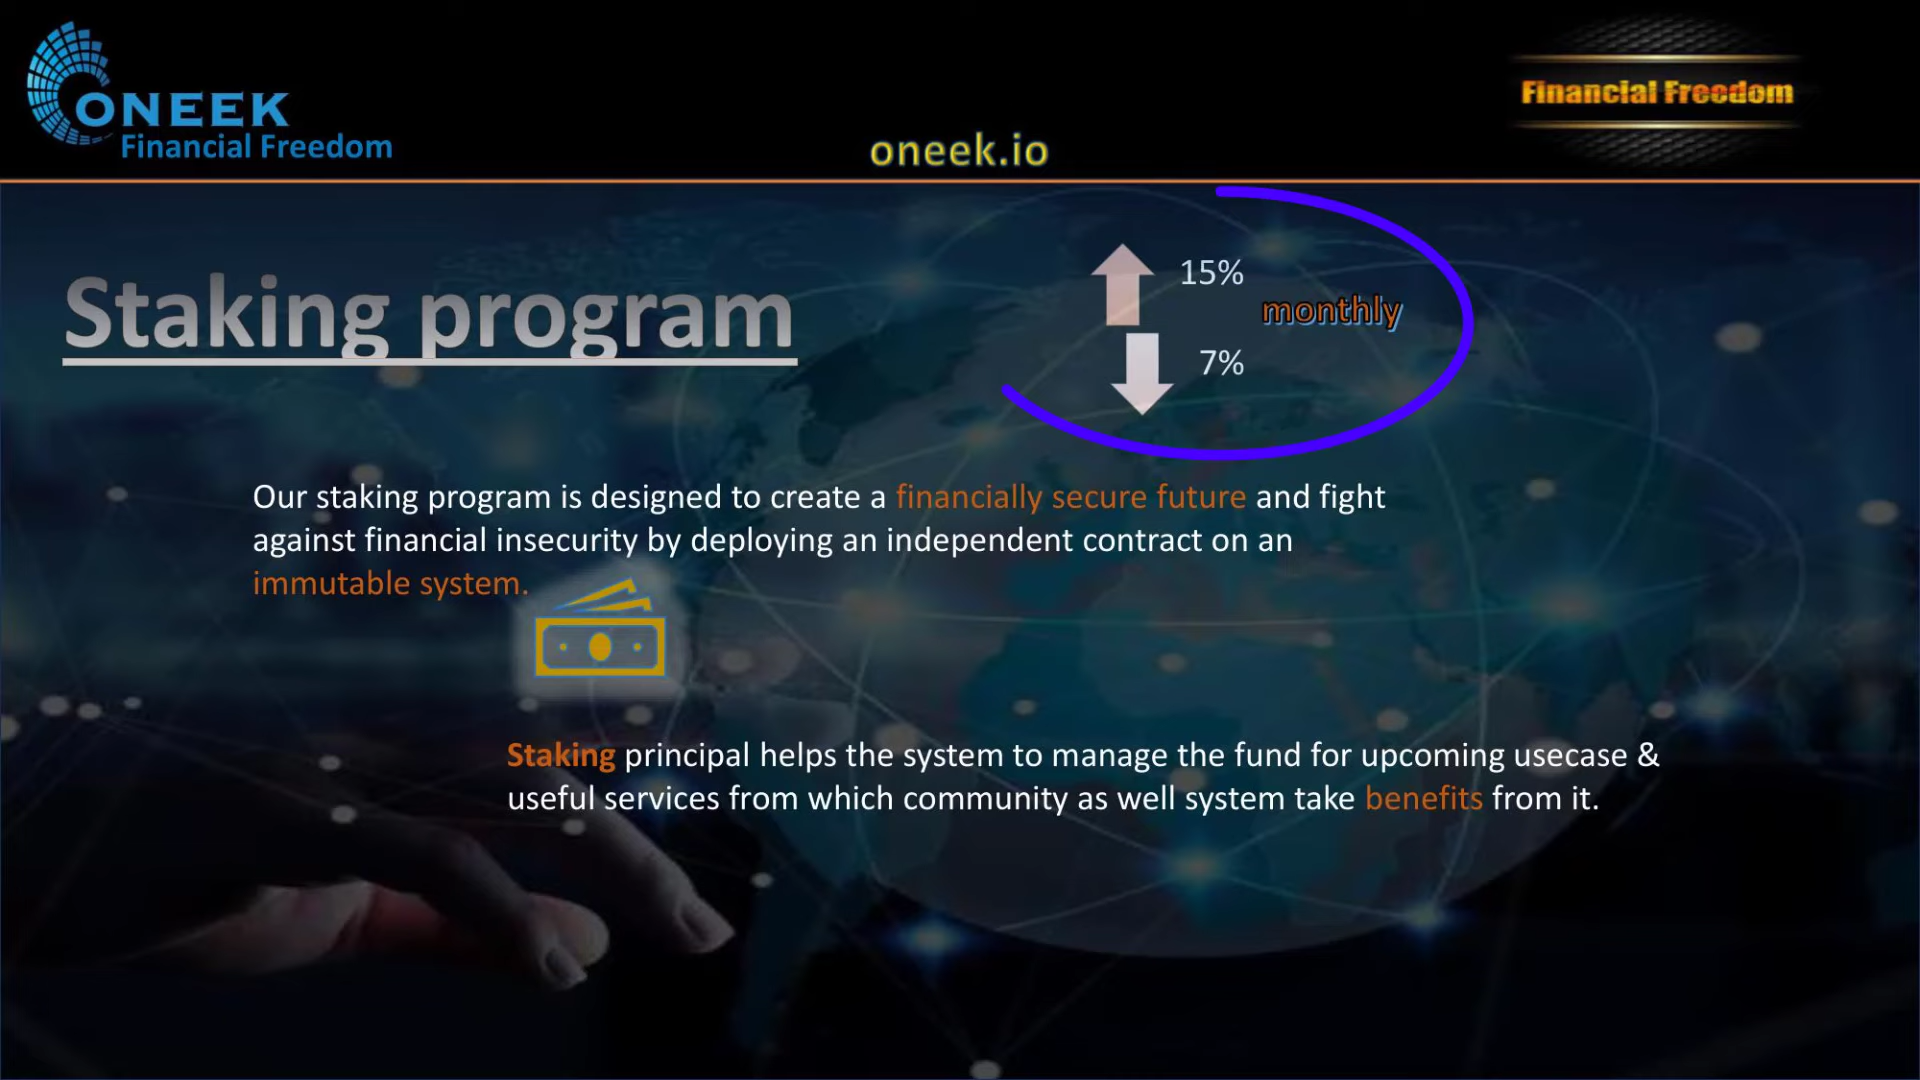 ONEEK
Financial Freedom
oneek.io
Financial Freedom
Staking program
15%
monthly
7%
Our staking program is designed to create a financially secure future and fight
against financial insecurity by deploying an independent contract on an
immutable system.
Staking principal helps the system to manage the fund for upcoming usecase &
useful services from which community as well system take benefits from it.